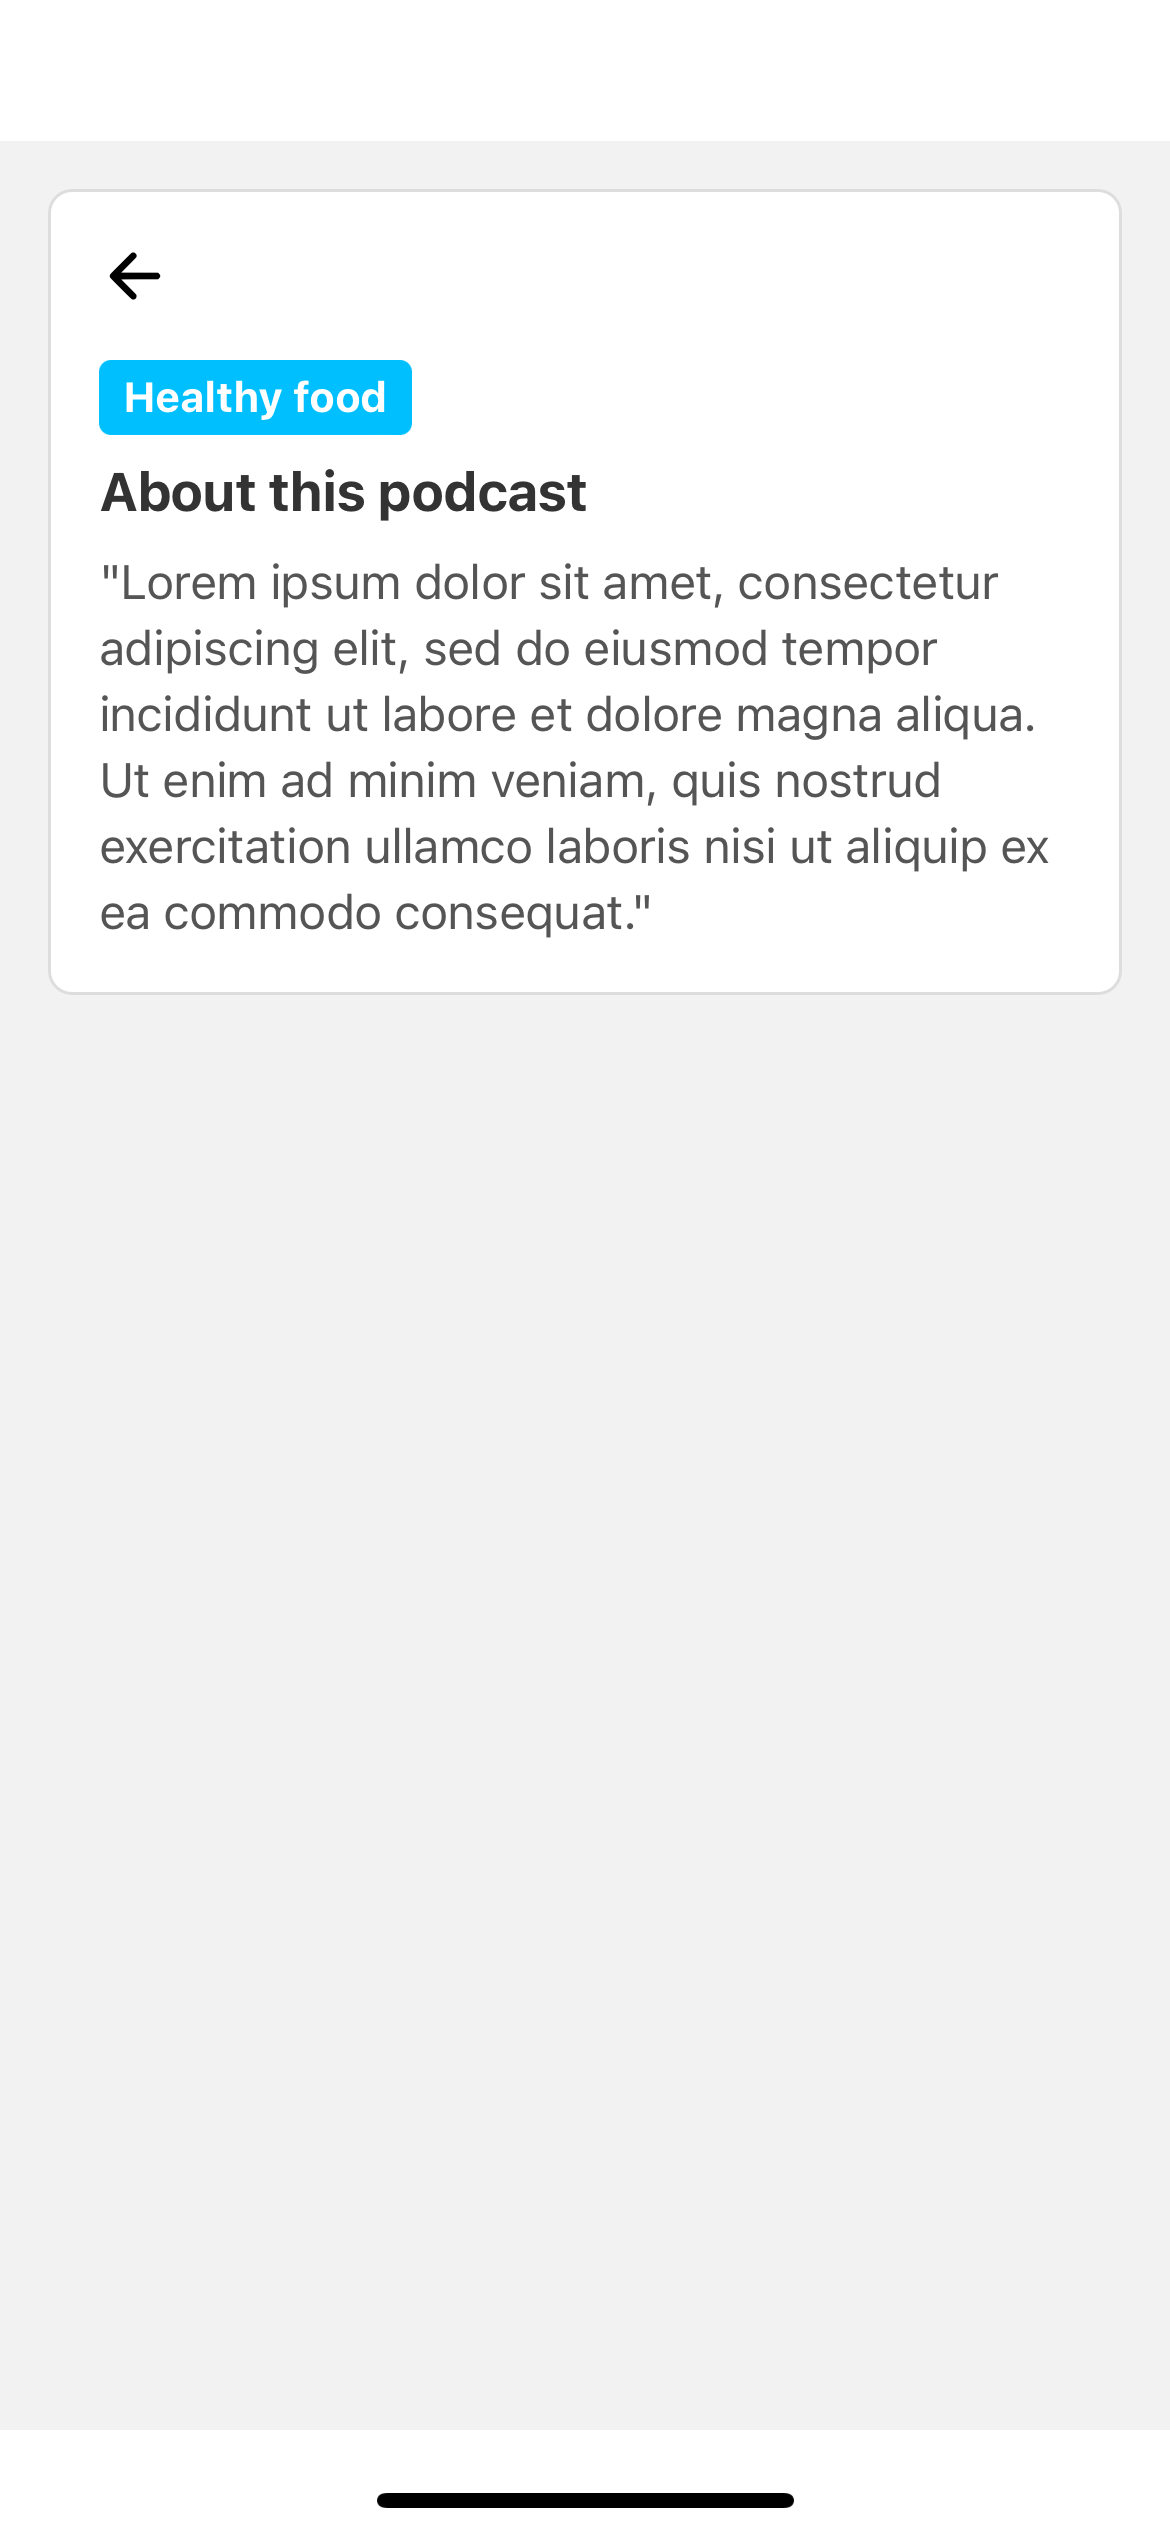 Healthy food
About this podcast
"Lorem ipsum dolor sit amet, consectetur
adipiscing elit, sed do eiusmod tempor
incididunt ut labore et dolore magna aliqua.
Ut enim ad minim veniam, quis nostrud
exercitation ullamco laboris nisi ut aliquip ex
ea commodo consequat."